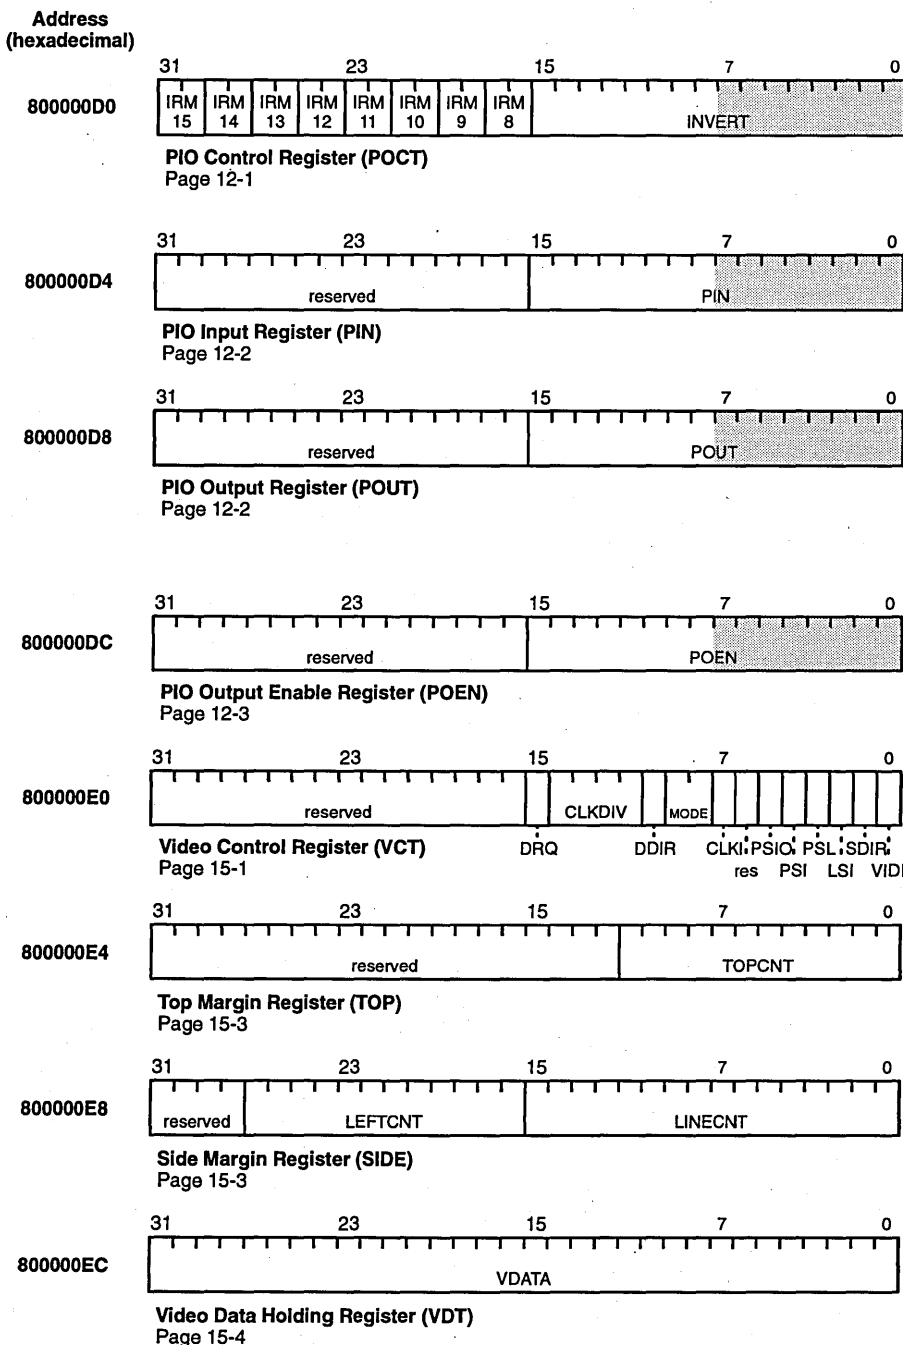 Address
(hexadecimal)
31 23 15 7 0
800000D0
IRM 15 IRM 14 IRM 13 IRM 12 IRM 11 IRM 10 IRM 9 IRM 8 INVERT
PIO Control Register (POCT)
Page 12-1
31 23 15 7 0
800000D4
reserved PIN
PIO Input Register (PIN)
Page 12-2
31 23 15 7 0
800000D8
reserved POUT
PIO Output Register (POUT)
Page 12-2
31 23 15 7 0
800000DC
reserved POEN
PIO Output Enable Register (POEN)
Page 12-3
31 23 15 7 0
800000E0
reserved CLKDIV MODE
Video Control Register (VCT) DRQ DDIR CLKI PSIO PSL SDIR
Page 15-1 res PSI LSI VIDI
31 23 15 7 0
800000E4
reserved TOPCNT
Top Margin Register (TOP)
Page 15-3
31 23 15 7 0
800000E8
reserved LEFTCNT LINECNT
Side Margin Register (SIDE)
Page 15-3
31 23 15 7 0
800000EC
VDATA
Video Data Holding Register (VDT)
Page 15-4